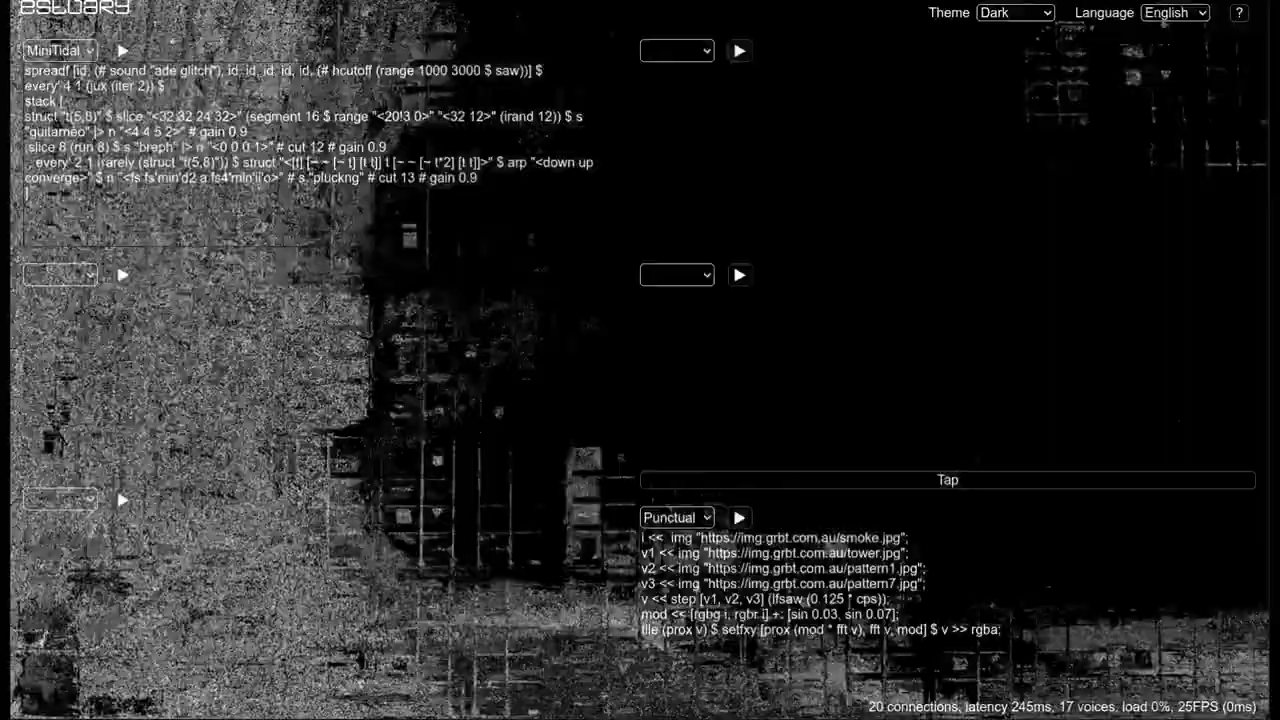 estuary
Theme Dark Language English ?
MiniTidal
spreadf [id, (# sound "ade glitch"), id, id, id, id, id, (# hcutoff (range 1000 3000 $ saw))] $
every' 4 1 (jux (iter 2)) $
stack [
struct "t(5,8)" $ slice "<32 32 24 32>" (segment 16 $ range "<20!3 0>" "<32 12>" (irand 12)) $ s
"guitarneo" |> n "<4 4 5 2>" # gain 0.9
,slice 8 (run 8) $ s "breph" |> n "<0 0 0 1>" # cut 12 # gain 0.9
, every' 2 1 (rarely (struct "t(5,8)")) $ struct "<[t] [~ ~ [~ t] [t t]] t [~ ~ [~ t*2] [t t]]>" $ arp "<down up
converge>" $ n "<fs fs'min'd2 a fs4'min'ii'o>" # s "pluckng" # cut 13 # gain 0.9
]
Tap
Punctual
i << img "https://img.grbt.com.au/smoke.jpg";
v1 << img "https://img.grbt.com.au/tower.jpg";
v2 << img "https://img.grbt.com.au/pattern1.jpg";
v3 << img "https://img.grbt.com.au/pattern7.jpg";
v << step [v1, v2, v3] (lfsaw (0.125 * cps));
mod << [rgbg i, rgbr i] +: [sin 0.03, sin 0.07];
tile (prox v) $ setfxy [prox (mod * fft v), fft v, mod] $ v >> rgba;
20 connections, latency 245ms, 17 voices, load 0%, 25FPS (0ms)